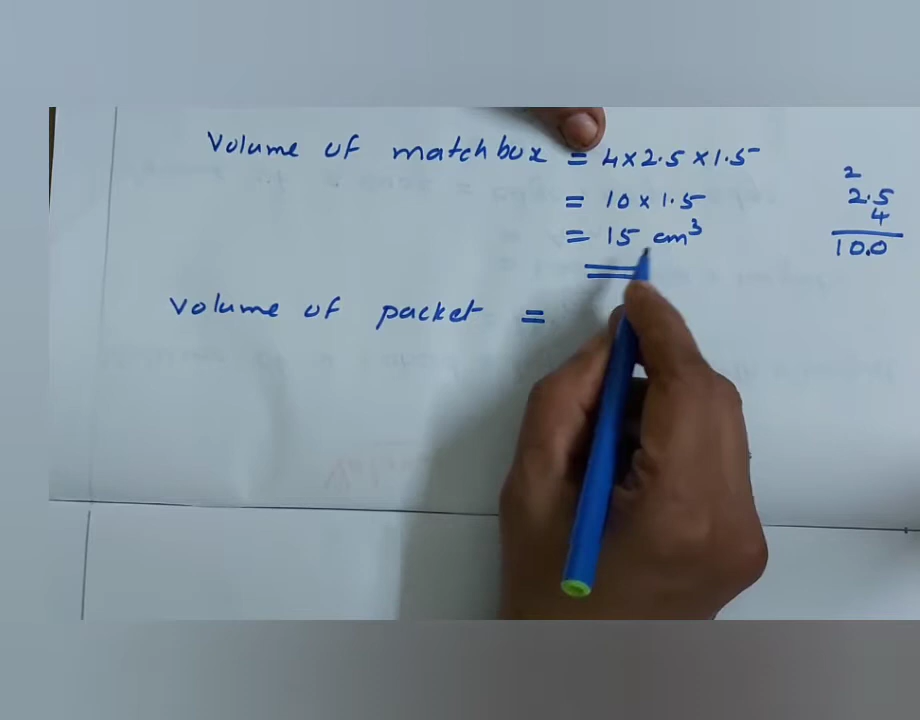 Volume of matchbox = 4×2.5×1.5
= 10×1.5
= 15 cm³
Volume of packet =
2
2.5
4
10.0